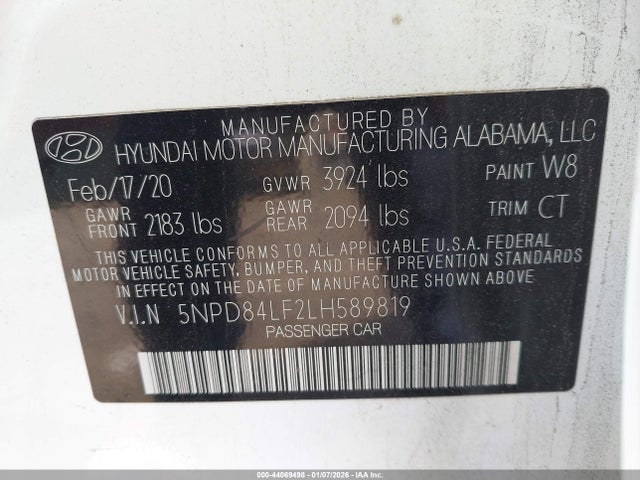 MANUFACTURED BY
HYUNDAI MOTOR MANUFACTURING ALABAMA, LLC
Feb/17/20 GVWR 3924 lbs PAINT W8
GAWR FRONT 2183 lbs GAWR REAR 2094 lbs TRIM CT
THIS VEHICLE CONFORMS TO ALL APPLICABLE U.S.A. FEDERAL
MOTOR VEHICLE SAFETY, BUMPER, AND THEFT PREVENTION STANDARDS
IN EFFECT ON THE DATE OF MANUFACTURE SHOWN ABOVE.
V.I.N 5NPD84LF2LH589819
PASSENGER CAR
000-44069498 - 01/07/2026 - IAA Inc.